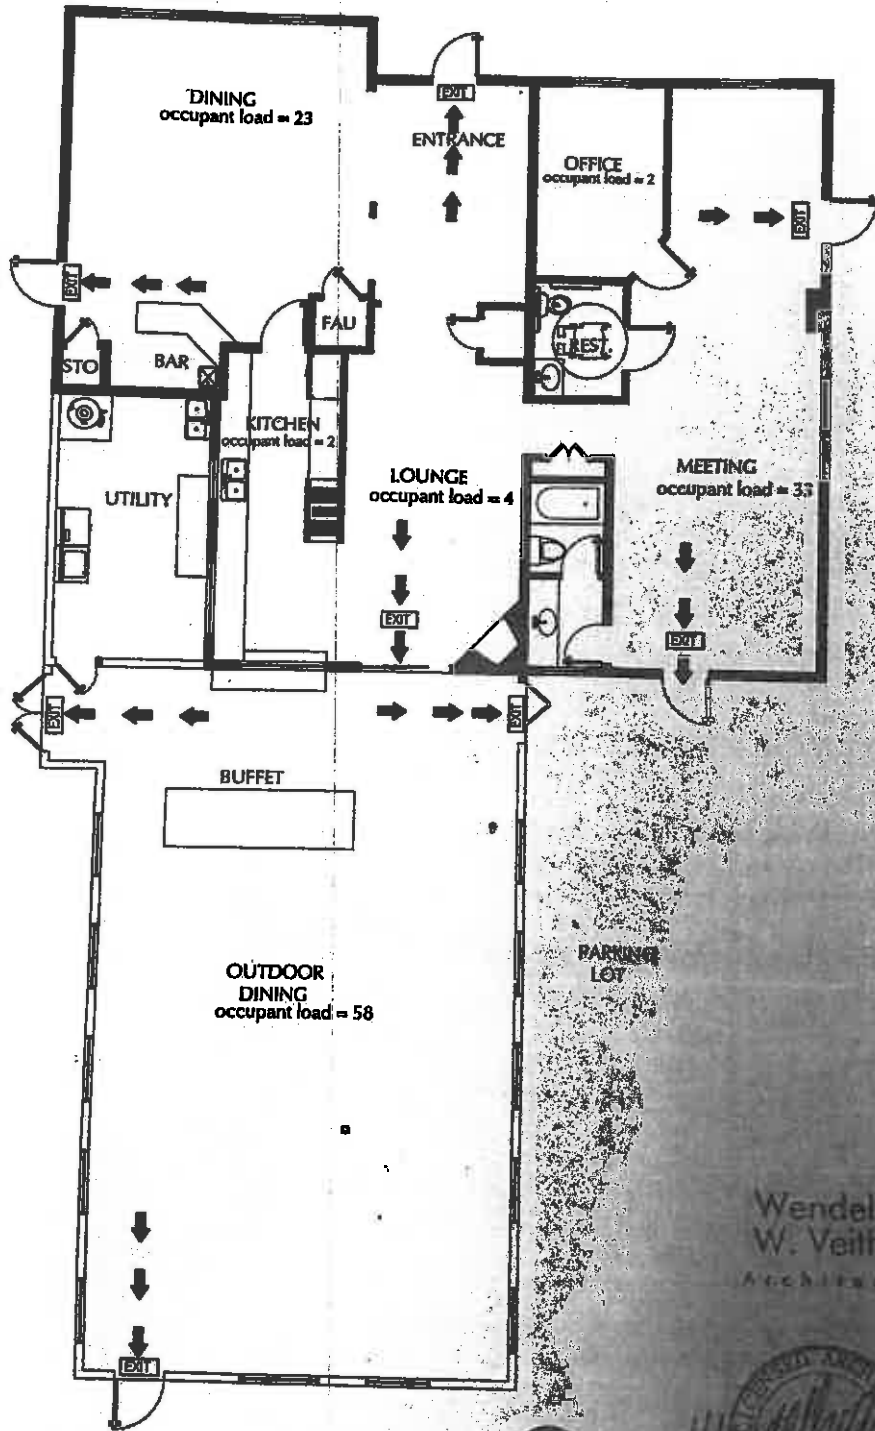 EXIT
DINING
occupant load = 23
ENTRANCE
OFFICE
occupant load = 2
EXIT
EXIT
FAU
REST
STO
BAR
KITCHEN
occupant load = 2
MEETING
occupant load = 33
LOUNGE
occupant load = 4
UTILITY
EXIT
EXIT
EXIT
EXIT
BUFFET
PARKING
LOT
OUTDOOR
DINING
occupant load = 58
W. Veith
EXIT